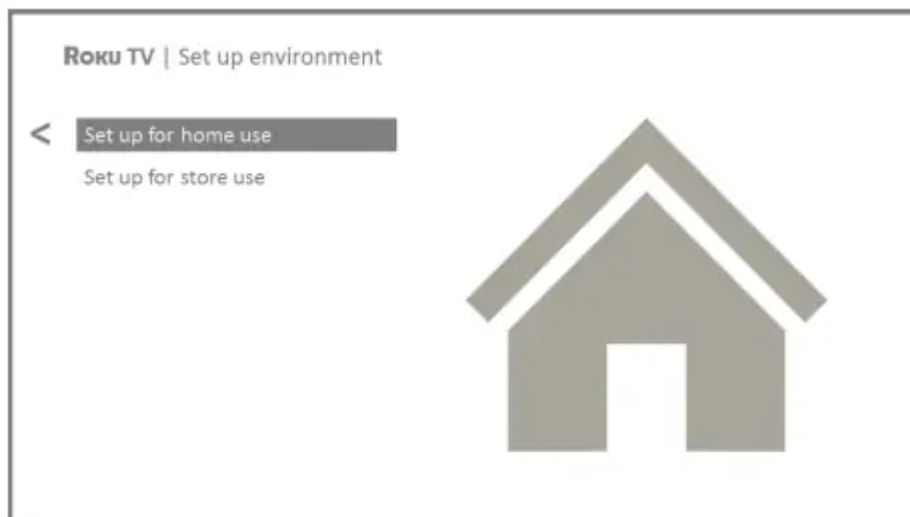 ROKU TV | Set up environment
< Set up for home use
Set up for store use